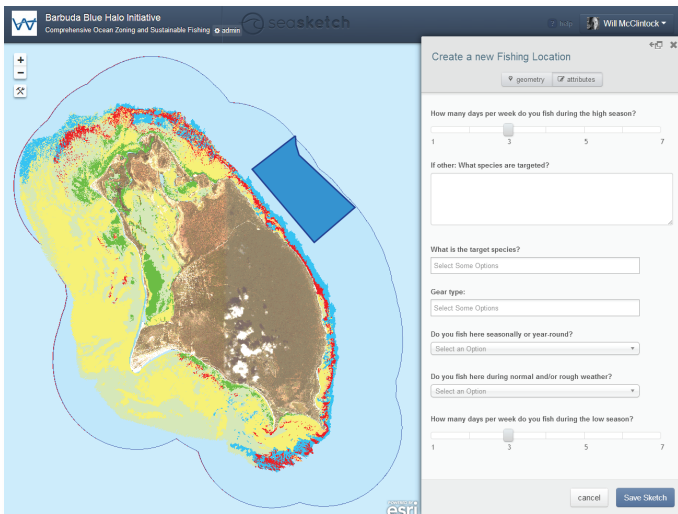 Barbuda Blue Halo Initiative
Comprehensive Ocean Zoning and Sustainable Fishing admin
seasketch
help
Will McClintock
Create a new Fishing Location
geometry attributes
How many days per week do you fish during the high season?
1 3 5 7
If other: What species are targeted?
What is the target species?
Select Some Options
Gear type:
Select Some Options
Do you fish here seasonally or year-round?
Select an Option
Do you fish here during normal and/or rough weather?
Select an Option
How many days per week do you fish during the low season?
1 3 5 7
cancel Save Sketch
esri